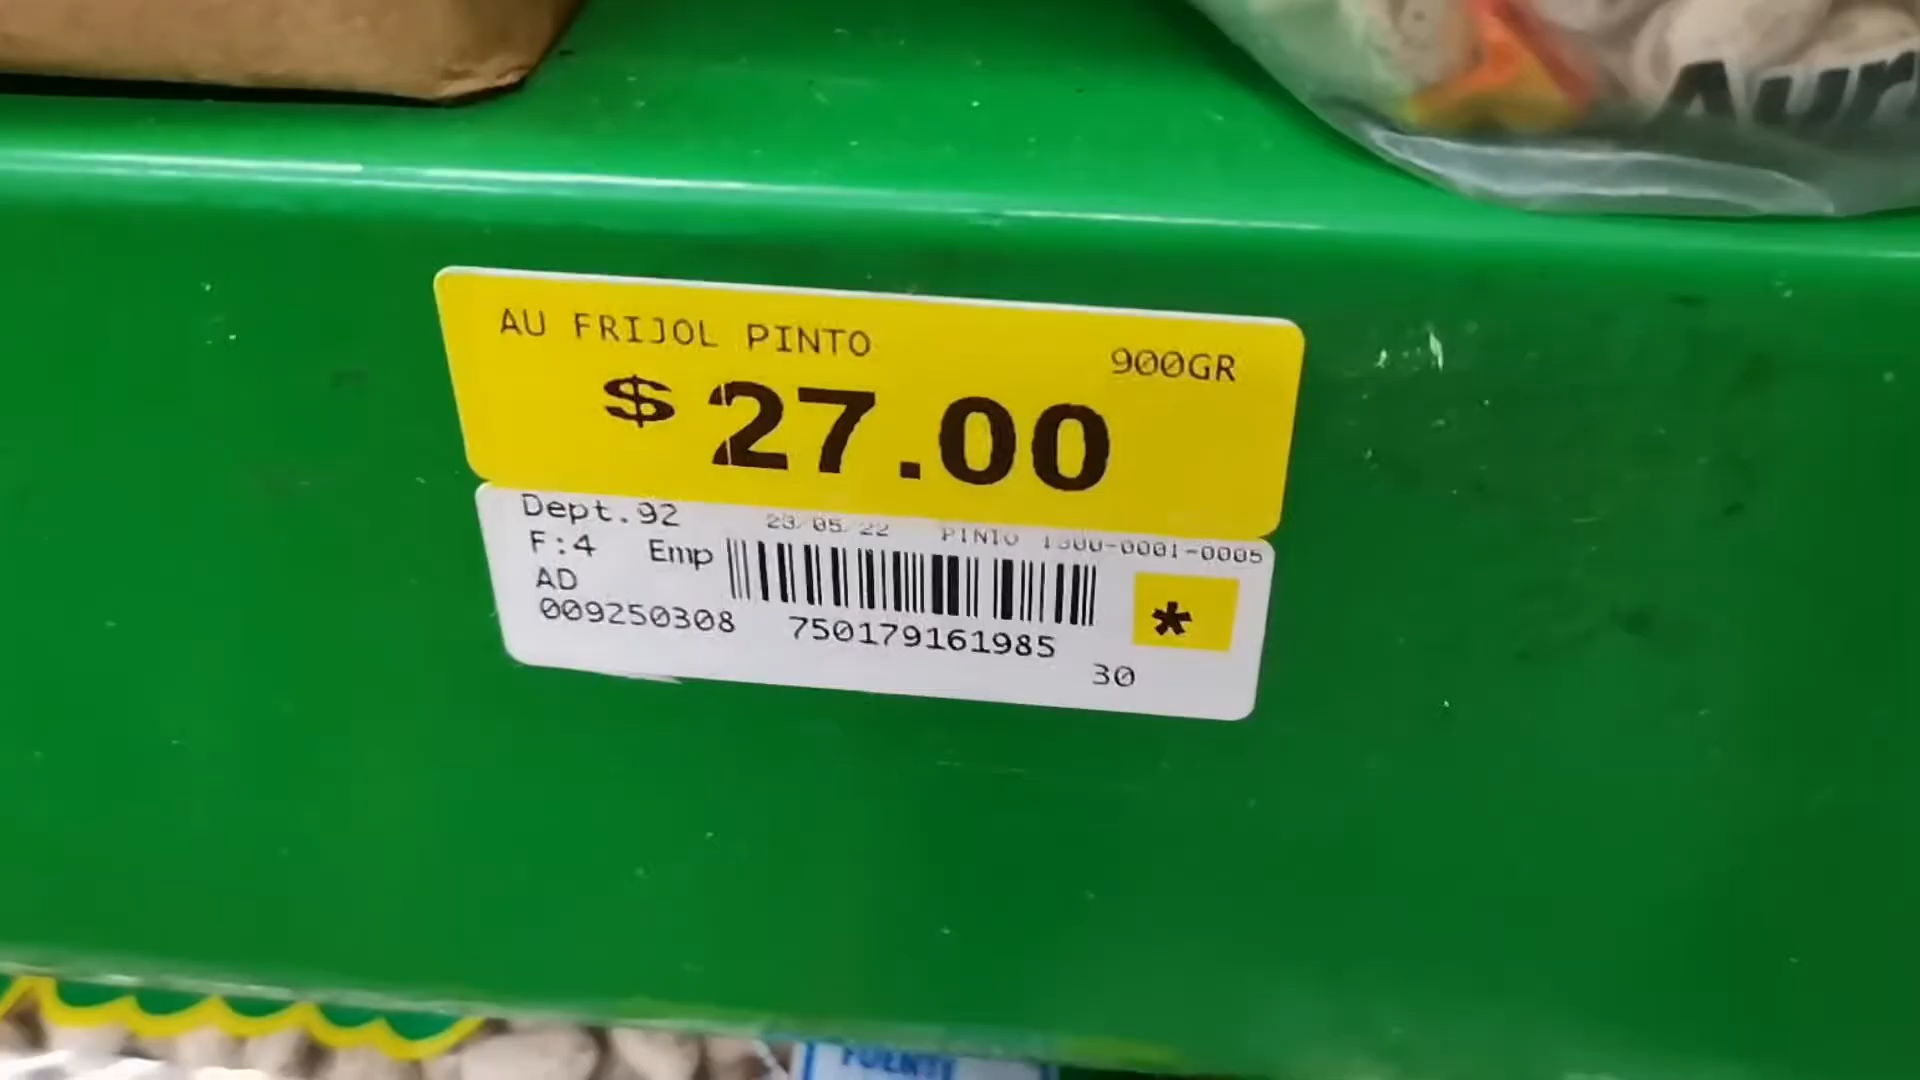 Aur
AU FRIJOL PINTO 900GR
$27.00
Dept.92 23/05/22 PINTO 1300-0001-0005
F:4 Emp
AD
009250308 750179161985
30
*